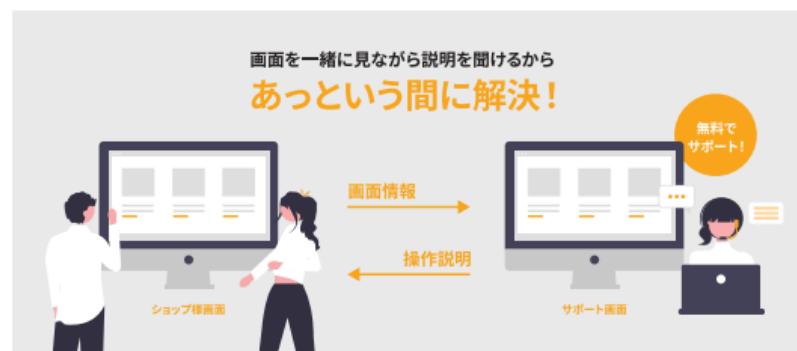 画面を一緒に見ながら説明を聞けるから
あっという間に解決！
無料で
サポート！
画面情報
操作説明
ショップ様画面
サポート画面